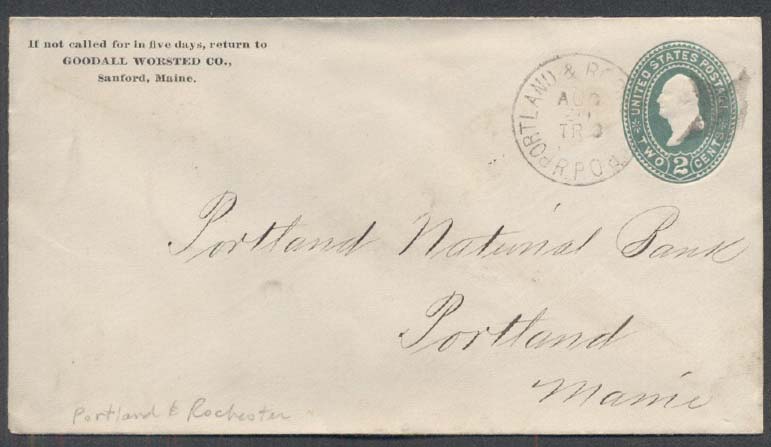 If not called for in five days, return to
GOODALL WORSTED CO.,
Sanford, Maine.
PORTLAND & RO
AUG
TR
R.P.O.
UNITED STATES POSTAGE
TWO 2 CENTS
Portland National Bank
Portland
Maine
Portland & Rochester